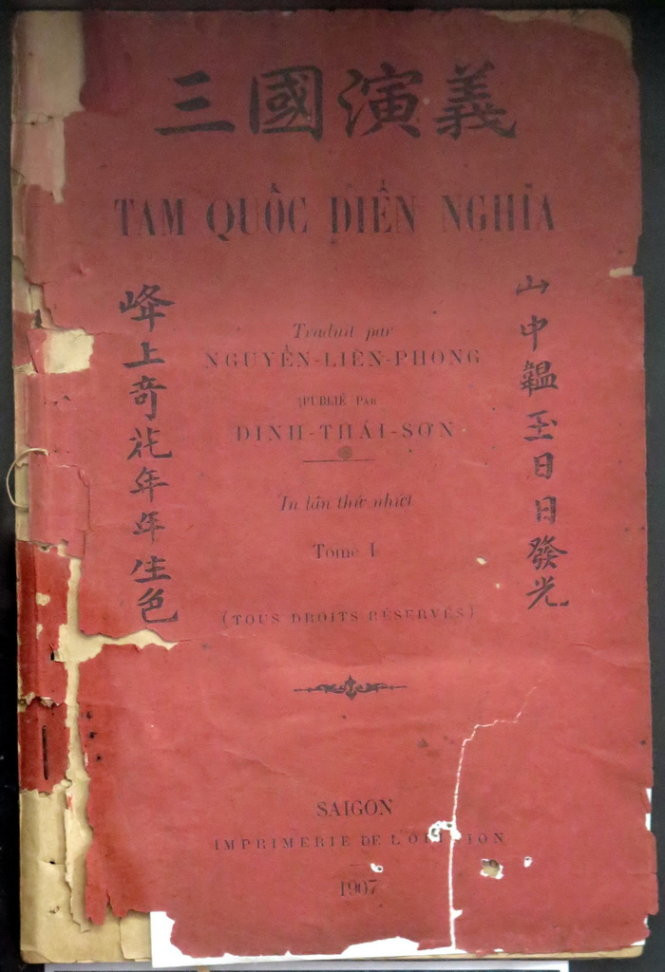 三國演義
TAM QUỐC DIỄN NGHĨA
山中韞玉日日發光
峰上奇花年年生色
Traduit par
NGUYỄN-LIÊN-PHONG
PUBLIÉ PAR
ĐINH-THÁI-SƠN
In lần thứ nhứt
Tome I
(TOUS DROITS RÉSERVÉS)
SAIGON
IMPRIMERIE DE L'OPINION
1907